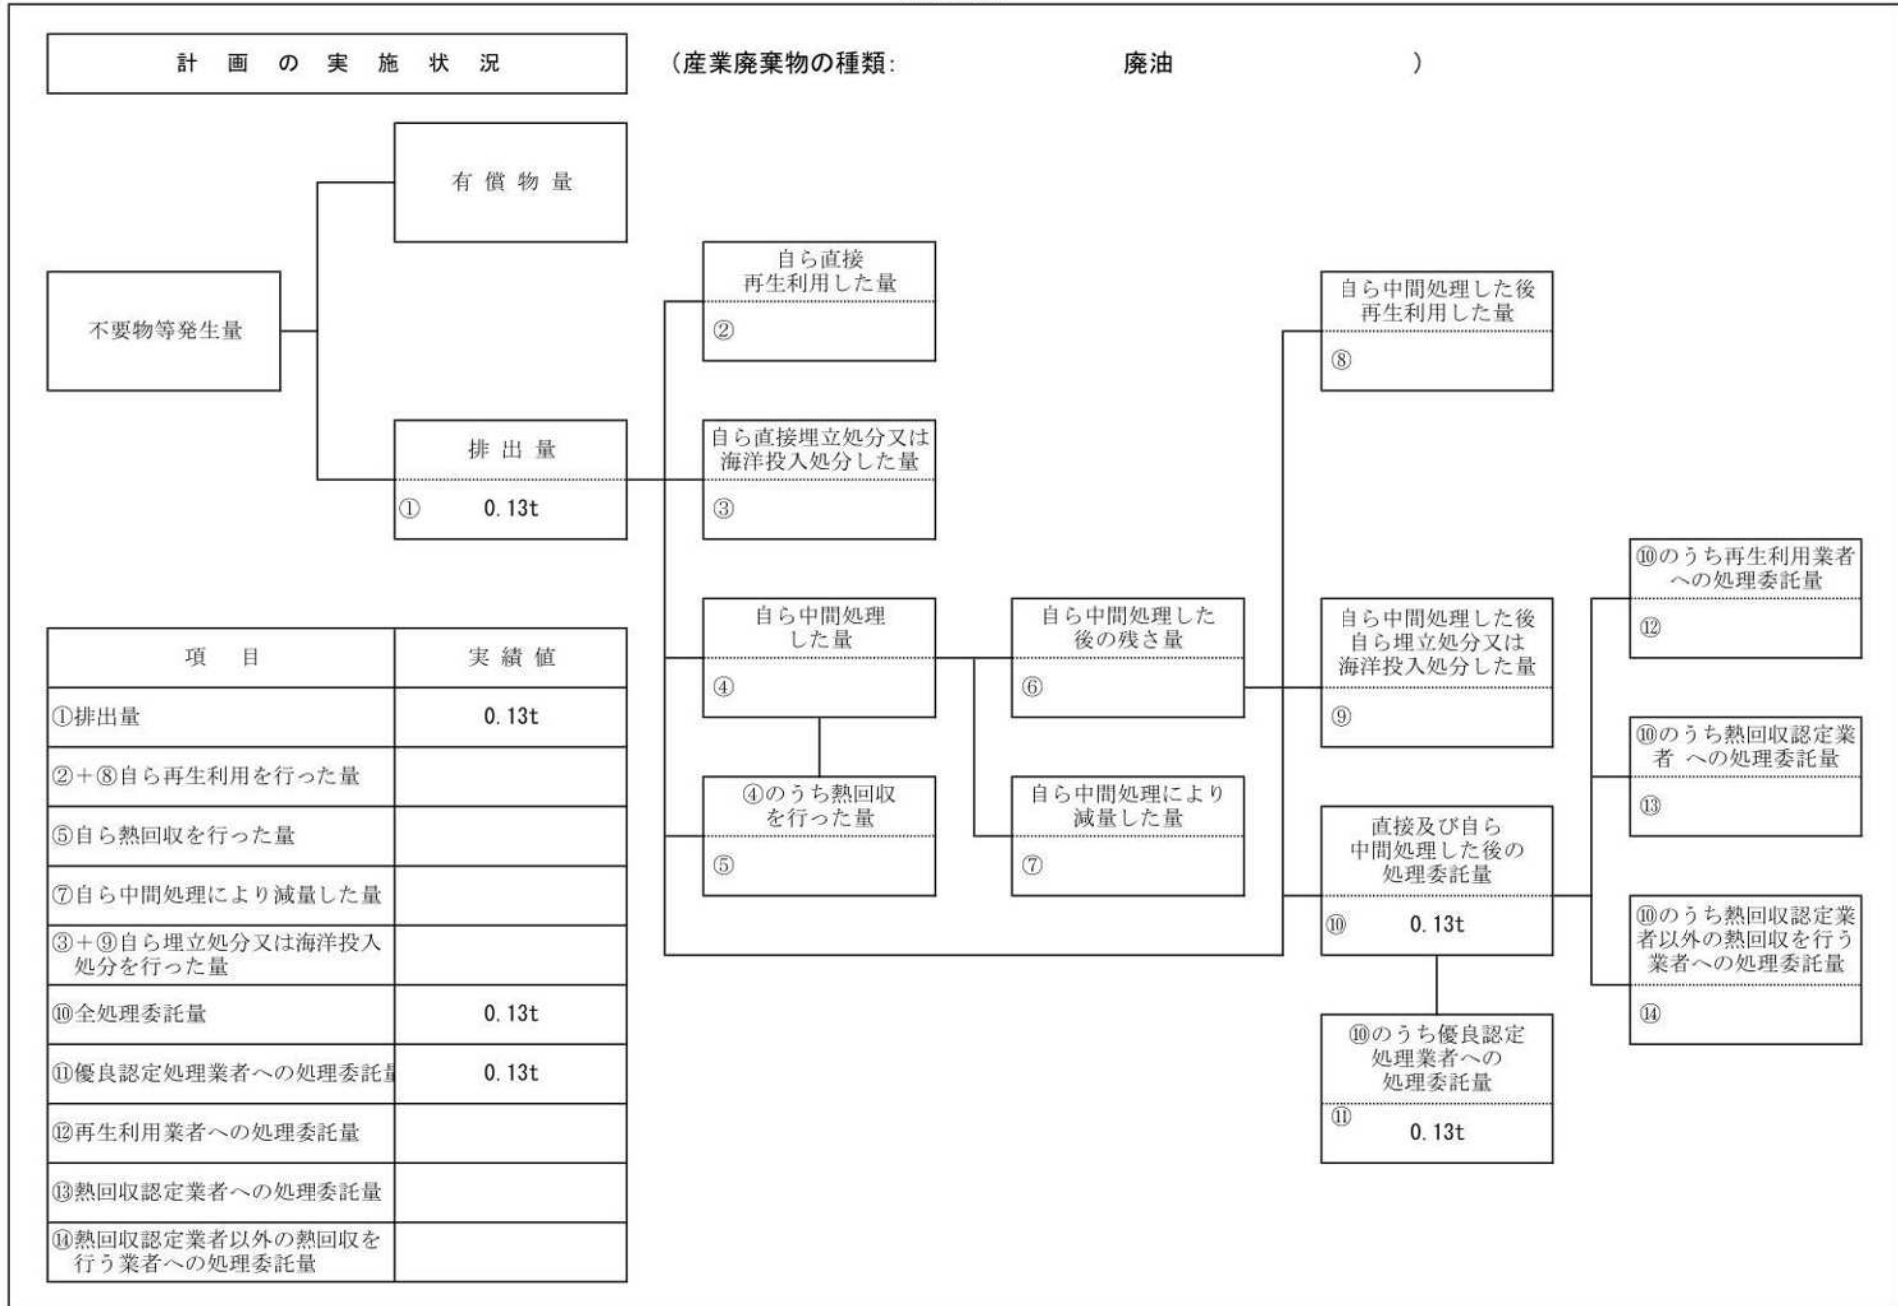 計画の実施状況
（産業廃棄物の種類： 廃油 ）
有償物量
不要物等発生量
排出量
① 0.13t
自ら直接
再生利用した量
②
自ら直接埋立処分又は
海洋投入処分した量
③
自ら中間処理
した量
④
④のうち熱回収
を行った量
⑤
自ら中間処理した
後の残さ量
⑥
自ら中間処理により
減量した量
⑦
自ら中間処理した後
再生利用した量
⑧
自ら中間処理した後
自ら埋立処分又は
海洋投入処分した量
⑨
直接及び自ら
中間処理した後の
処理委託量
⑩ 0.13t
⑩のうち優良認定
処理業者への
処理委託量
⑪
0.13t
⑩のうち再生利用業者
への処理委託量
⑫
⑩のうち熱回収認定業
者 への処理委託量
⑬
⑩のうち熱回収認定業
者以外の熱回収を行う
業者への処理委託量
⑭
項目 実績値
①排出量 0.13t
②＋⑧自ら再生利用を行った量
⑤自ら熱回収を行った量
⑦自ら中間処理により減量した量
③＋⑨自ら埋立処分又は海洋投入
処分を行った量
⑩全処理委託量 0.13t
⑪優良認定処理業者への処理委託量 0.13t
⑫再生利用業者への処理委託量
⑬熱回収認定業者への処理委託量
⑭熱回収認定業者以外の熱回収を
行う業者への処理委託量